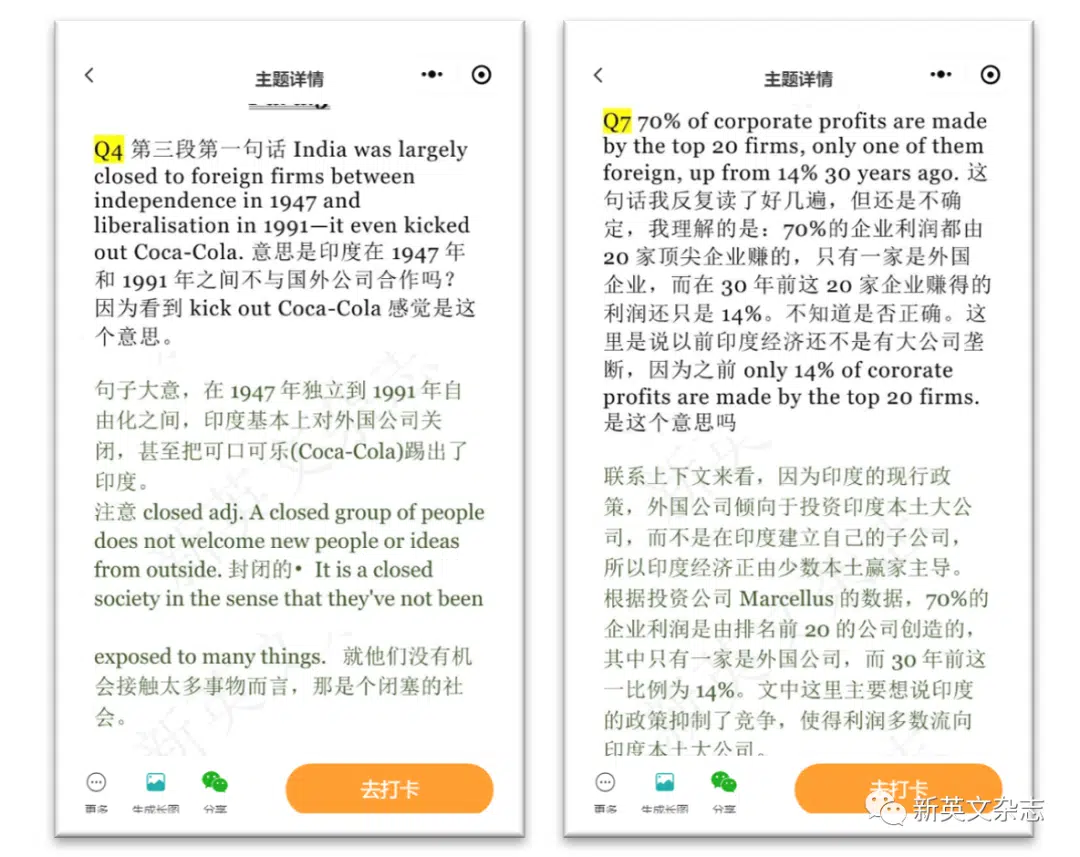 主题详情
Q4 第三段第一句话 India was largely
closed to foreign firms between
independence in 1947 and
liberalisation in 1991—it even kicked
out Coca-Cola. 意思是印度在 1947 年
和 1991 年之间不与国外公司合作吗？
因为看到 kick out Coca-Cola 感觉是这
个意思。
句子大意，在 1947 年独立到 1991 年自
由化之间，印度基本上对外国公司关
闭，甚至把可口可乐(Coca-Cola)踢出了
印度。
注意 closed adj. A closed group of people
does not welcome new people or ideas
from outside. 封闭的• It is a closed
society in the sense that they've not been
exposed to many things. 就他们没有机
会接触太多事物而言，那是个闭塞的社
会。
更多 生成长图 分享
去打卡
主题详情
Q7 70% of corporate profits are made
by the top 20 firms, only one of them
foreign, up from 14% 30 years ago. 这
句话我反复读了好几遍，但还是不确
定，我理解的是：70%的企业利润都由
20 家顶尖企业赚的，只有一家是外国
企业，而在 30 年前这 20 家企业赚得的
利润还只是 14%。不知道是否正确。这
里是说以前印度经济还不是有大公司垄
断，因为之前 only 14% of cororate
profits are made by the top 20 firms.
是这个意思吗
联系上下文来看，因为印度的现行政
策，外国公司倾向于投资印度本土大公
司，而不是在印度建立自己的子公司，
所以印度经济正由少数本土赢家主导。
根据投资公司 Marcellus 的数据，70%的
企业利润是由排名前 20 的公司创造的，
其中只有一家是外国公司，而 30 年前这
一比例为 14%。文中这里主要想说印度
的政策抑制了竞争，使得利润多数流向
印度本土大公司。
更多 生成长图 分享
去打卡
新英文杂志